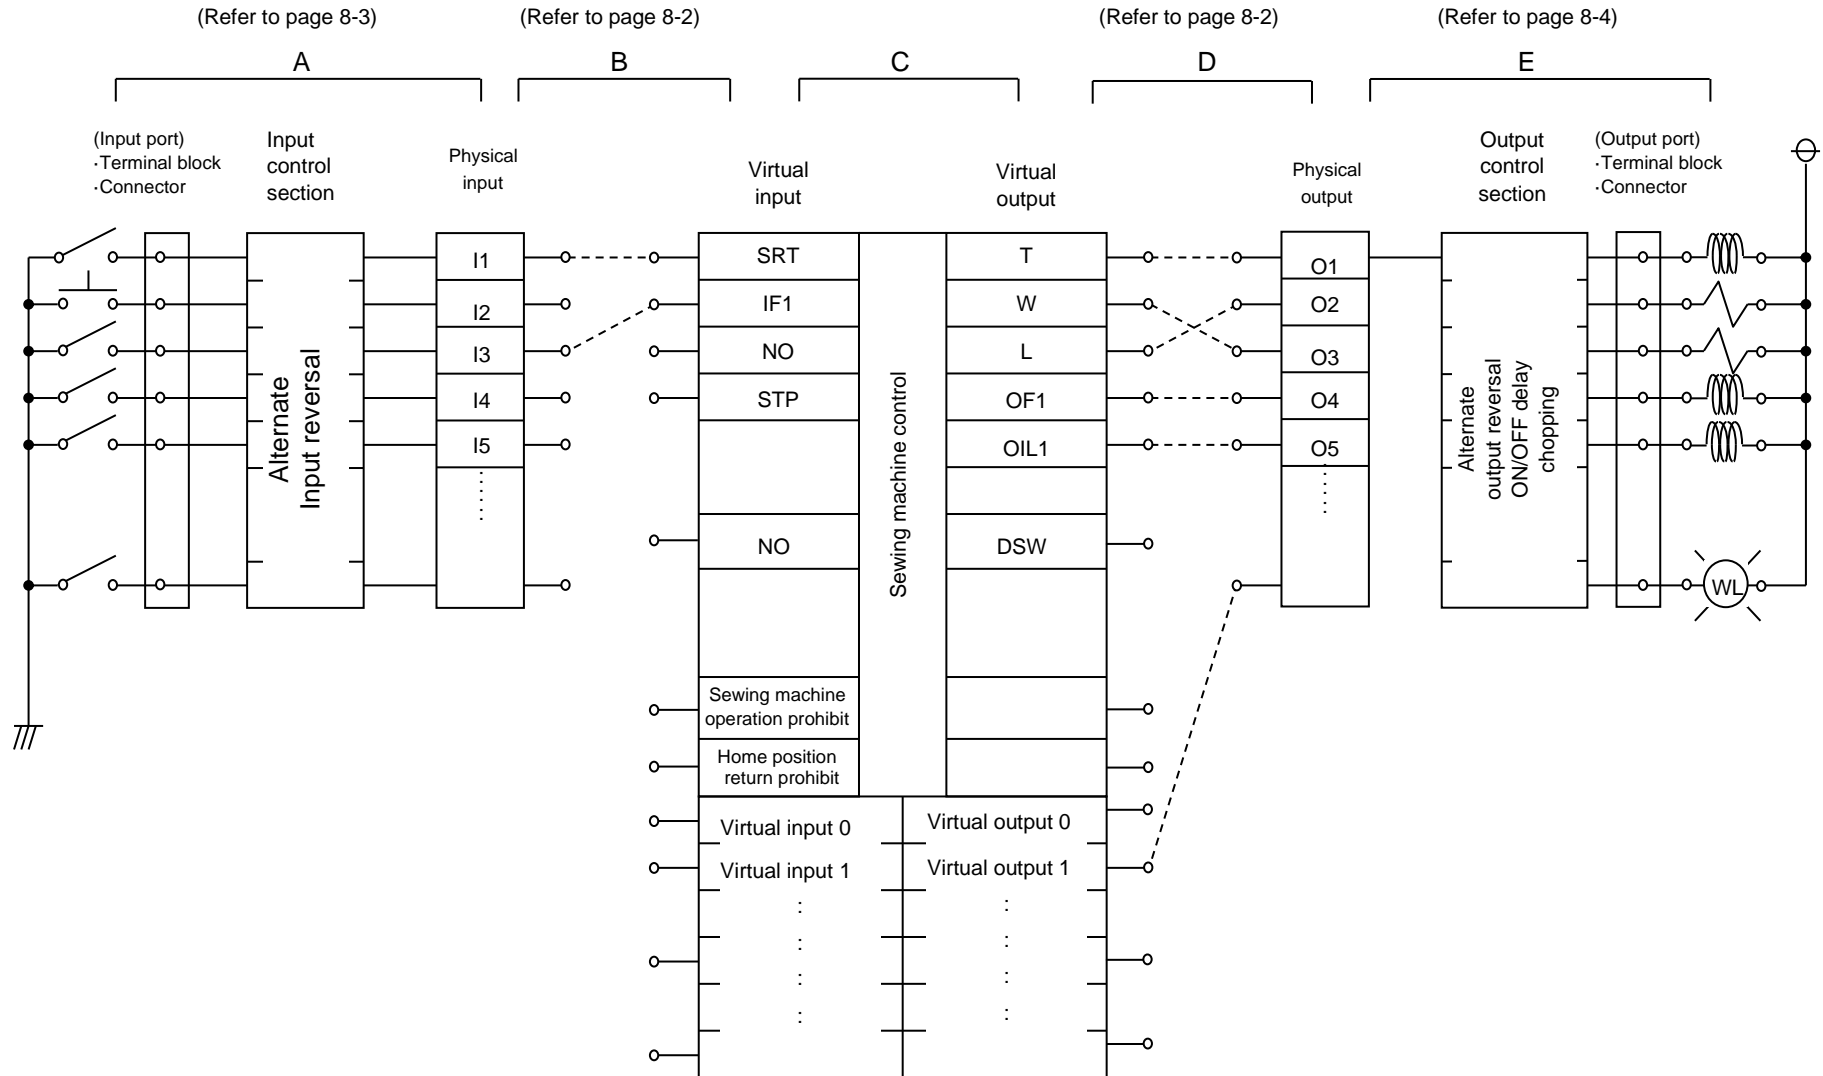 (Refer to page 8-3)
(Refer to page 8-2)
(Refer to page 8-2)
(Refer to page 8-4)
A
B
C
D
E
(Input port)
·Terminal block
·Connector
Input
control
section
Physical
input
Virtual
input
Virtual
output
Physical
output
Output
control
section
(Output port)
·Terminal block
·Connector
Alternate
Input reversal
I1
I2
I3
I4
I5
SRT
IF1
NO
STP
NO
Sewing machine
operation prohibit
Home position
return prohibit
Virtual input 0
Virtual input 1
Sewing machine control
T
W
L
OF1
OIL1
DSW
Virtual output 0
Virtual output 1
O1
O2
O3
O4
O5
Alternate
output reversal
ON/OFF delay
chopping
WL